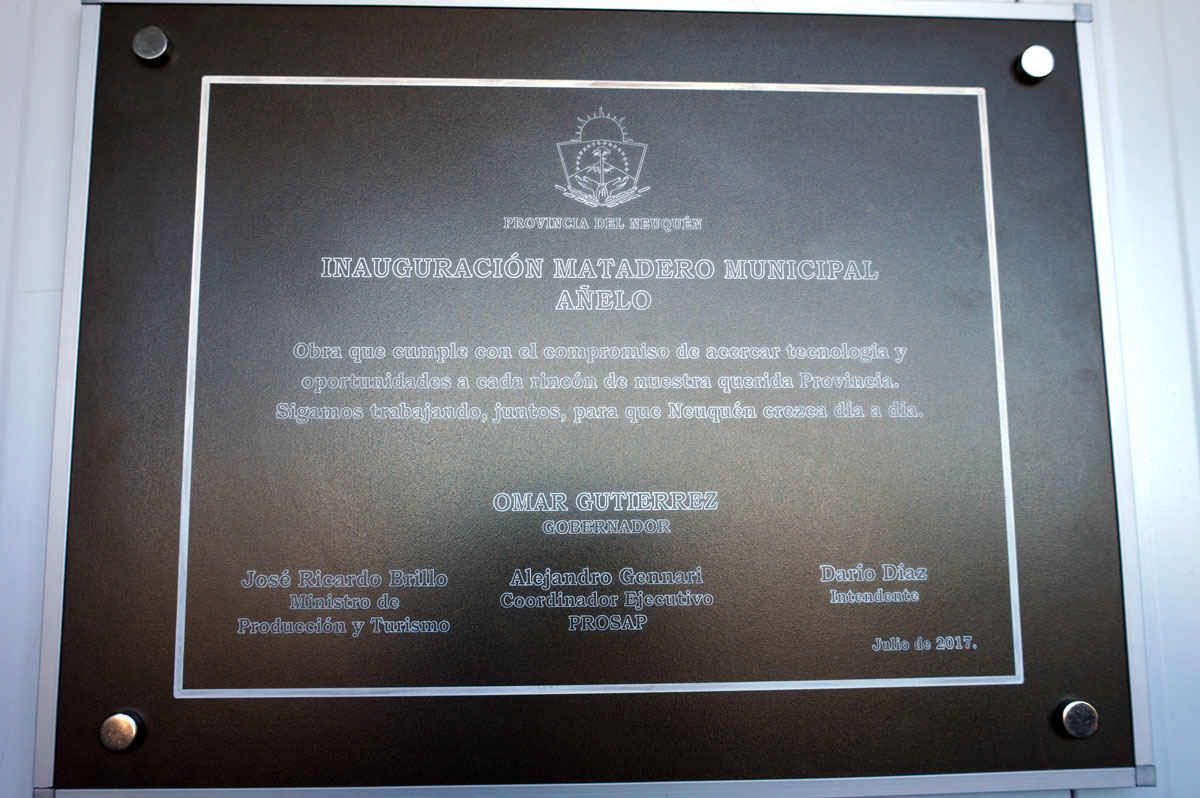 PROVINCIA DEL NEUQUÉN
INAUGURACIÓN MATADERO MUNICIPAL
AÑELO
Obra que cumple con el compromiso de acercar tecnología y
oportunidades a cada rincón de nuestra querida Provincia.
Sigamos trabajando, juntos, para que Neuquén crezca día a día.
OMAR GUTIERREZ
GOBERNADOR
José Ricardo Brillo
Ministro de
Producción y Turismo
Alejandro Gennari
Coordinador Ejecutivo
PROSAP
Darío Díaz
Intendente
Julio de 2017.